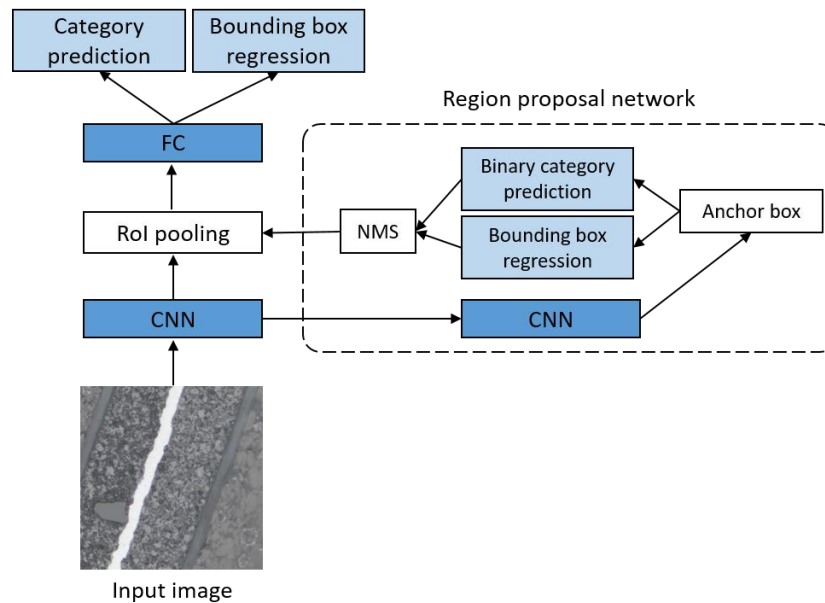 Category
prediction
Bounding box
regression
Region proposal network
FC
Binary category
prediction
Anchor box
RoI pooling
NMS
Bounding box
regression
CNN
CNN
Input image